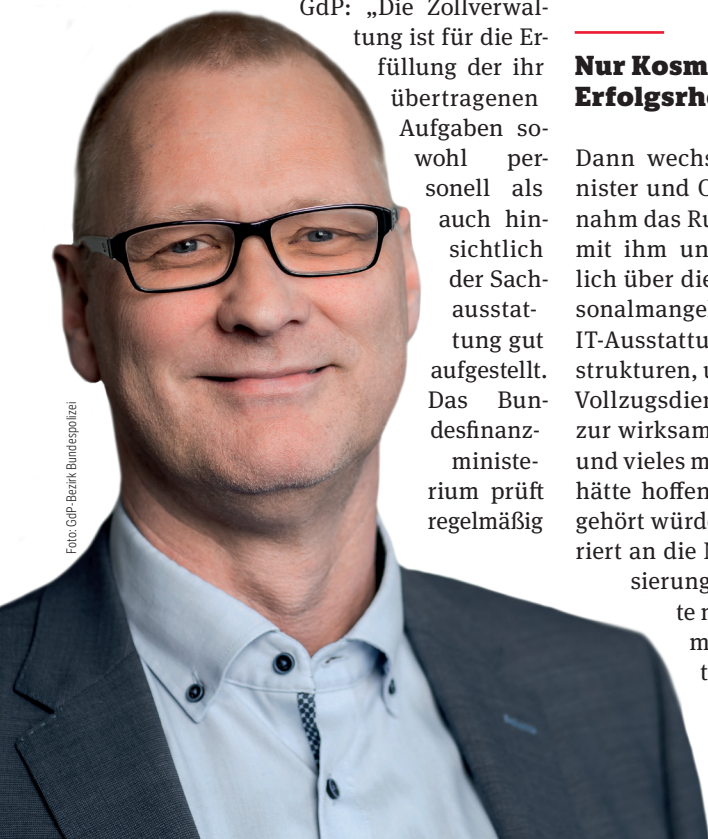 GdP: „Die Zollverwal-
tung ist für die Er-
füllung der ihr
übertragenen
Aufgaben so-
wohl per-
sonell als
auch hin-
sichtlich
der Sach-
ausstat-
tung gut
aufgestellt.
Das Bun-
desfinanz-
ministe-
rium prüft
regelmäßig
Foto: GdP-Bezirk Bundespolizei
Nur Kosm
Erfolgsrh
Dann wechs
nister und
nahm das Ru
mit ihm un
lich über die
sonalmangel
IT-Ausstattu
strukturen, u
Vollzugsdien
zur wirksam
und vieles m
hätte hoffen
gehört würd
riert an die
sierung
te
m
t